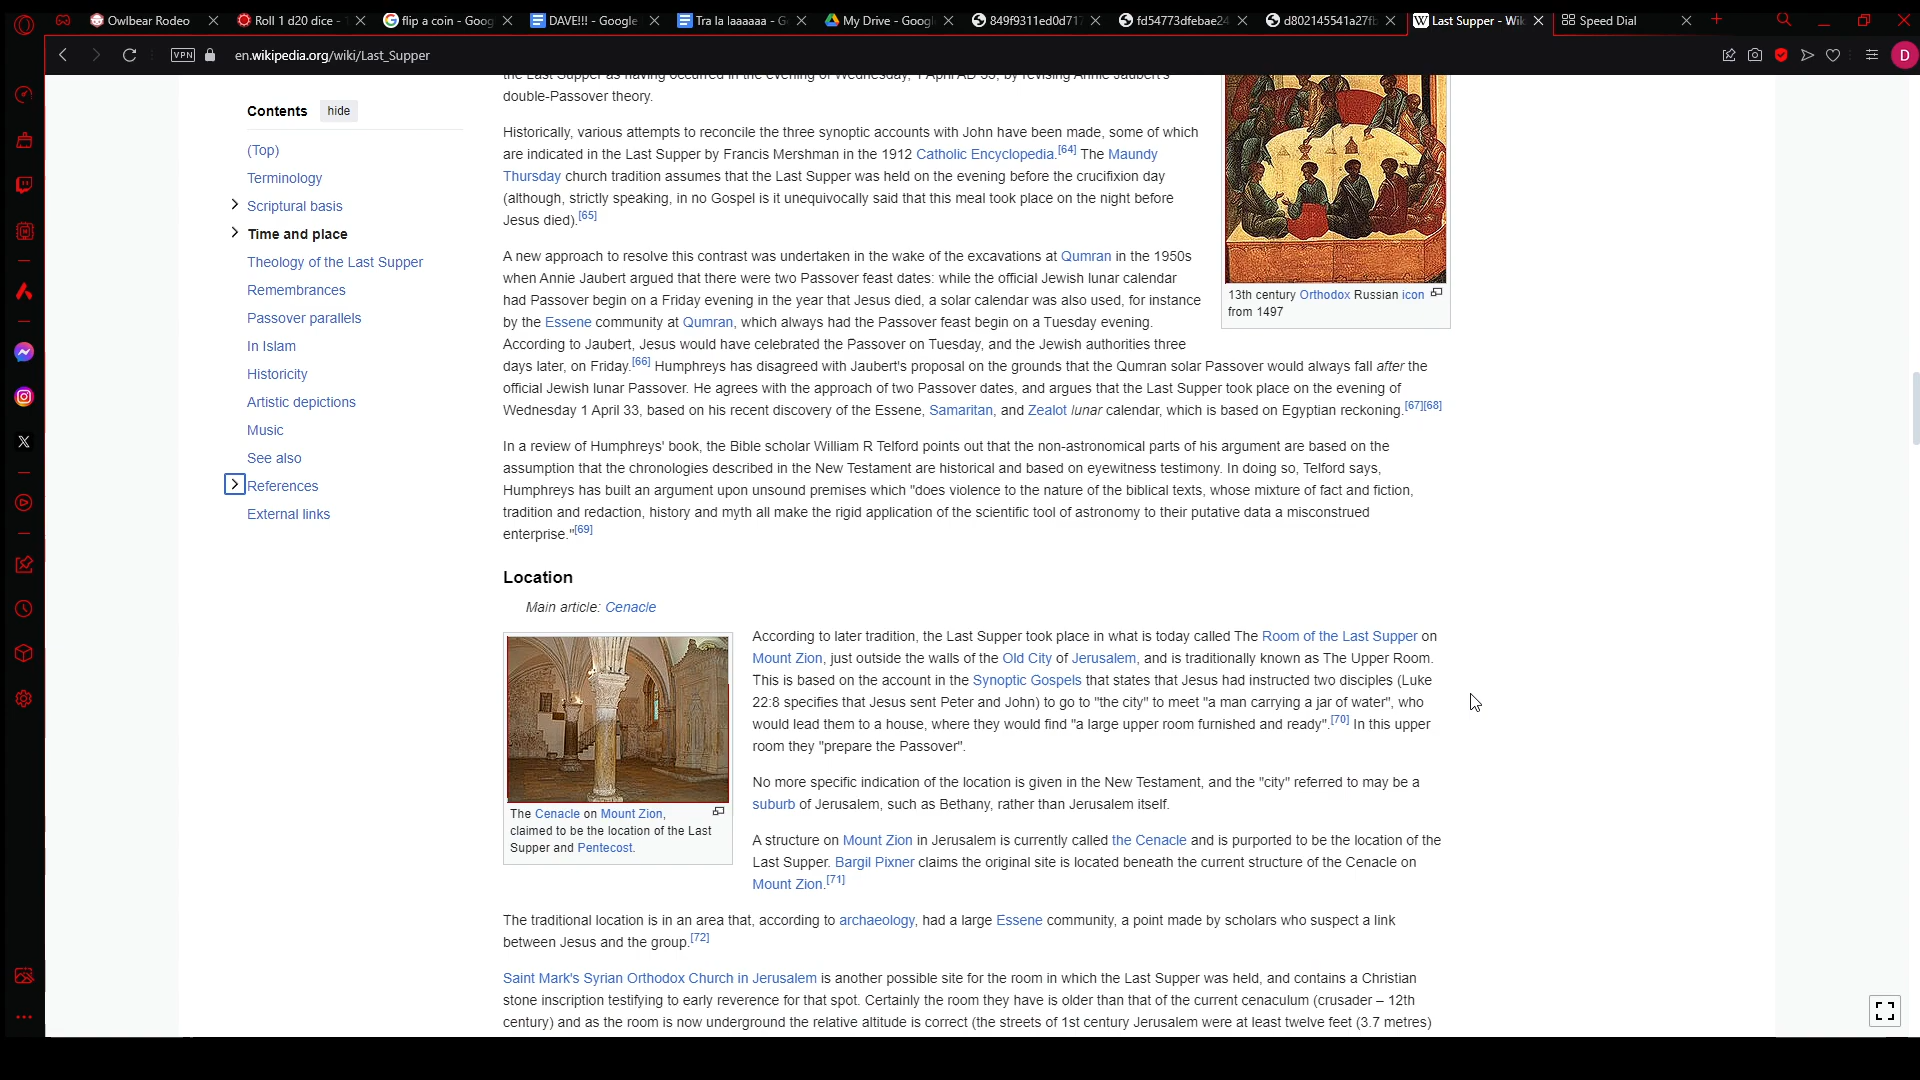 Owlbear Rodeo
Roll 1 d20 dice -
flip a coin - Goog
DAVE!!! - Google
Tra la laaaaaa - G
My Drive - Googl
849f9311ed0d71
fd54773dfebae24
d802145541a27fb
Last Supper - Wik
Speed Dial
VPN
en.wikipedia.org/wiki/Last_Supper
D
Contents
hide
(Top)
Terminology
Scriptural basis
Time and place
Theology of the Last Supper
Remembrances
Passover parallels
In Islam
Historicity
Artistic depictions
Music
See also
References
External links
the Last Supper as having occurred in the evening of Wednesday, 1 April AD 33, by revising Annie Jaubert's
double-Passover theory.
Historically, various attempts to reconcile the three synoptic accounts with John have been made, some of which
are indicated in the Last Supper by Francis Mershman in the 1912 Catholic Encyclopedia.[64] The Maundy
Thursday church tradition assumes that the Last Supper was held on the evening before the crucifixion day
(although, strictly speaking, in no Gospel is it unequivocally said that this meal took place on the night before
Jesus died).[65]
13th century Orthodox Russian icon
from 1497
A new approach to resolve this contrast was undertaken in the wake of the excavations at Qumran in the 1950s
when Annie Jaubert argued that there were two Passover feast dates: while the official Jewish lunar calendar
had Passover begin on a Friday evening in the year that Jesus died, a solar calendar was also used, for instance
by the Essene community at Qumran, which always had the Passover feast begin on a Tuesday evening.
According to Jaubert, Jesus would have celebrated the Passover on Tuesday, and the Jewish authorities three
days later, on Friday.[66] Humphreys has disagreed with Jaubert's proposal on the grounds that the Qumran solar Passover would always fall after the
official Jewish lunar Passover. He agrees with the approach of two Passover dates, and argues that the Last Supper took place on the evening of
Wednesday 1 April 33, based on his recent discovery of the Essene, Samaritan, and Zealot lunar calendar, which is based on Egyptian reckoning.[67][68]
In a review of Humphreys' book, the Bible scholar William R Telford points out that the non-astronomical parts of his argument are based on the
assumption that the chronologies described in the New Testament are historical and based on eyewitness testimony. In doing so, Telford says,
Humphreys has built an argument upon unsound premises which "does violence to the nature of the biblical texts, whose mixture of fact and fiction,
tradition and redaction, history and myth all make the rigid application of the scientific tool of astronomy to their putative data a misconstrued
enterprise."[69]
Location
Main article: Cenacle
The Cenacle on Mount Zion,
claimed to be the location of the Last
Supper and Pentecost.
According to later tradition, the Last Supper took place in what is today called The Room of the Last Supper on
Mount Zion, just outside the walls of the Old City of Jerusalem, and is traditionally known as The Upper Room.
This is based on the account in the Synoptic Gospels that states that Jesus had instructed two disciples (Luke
22:8 specifies that Jesus sent Peter and John) to go to "the city" to meet "a man carrying a jar of water", who
would lead them to a house, where they would find "a large upper room furnished and ready".[70] In this upper
room they "prepare the Passover".
No more specific indication of the location is given in the New Testament, and the "city" referred to may be a
suburb of Jerusalem, such as Bethany, rather than Jerusalem itself.
A structure on Mount Zion in Jerusalem is currently called the Cenacle and is purported to be the location of the
Last Supper. Bargil Pixner claims the original site is located beneath the current structure of the Cenacle on
Mount Zion.[71]
The traditional location is in an area that, according to archaeology, had a large Essene community, a point made by scholars who suspect a link
between Jesus and the group.[72]
Saint Mark's Syrian Orthodox Church in Jerusalem is another possible site for the room in which the Last Supper was held, and contains a Christian
stone inscription testifying to early reverence for that spot. Certainly the room they have is older than that of the current cenaculum (crusader – 12th
century) and as the room is now underground the relative altitude is correct (the streets of 1st century Jerusalem were at least twelve feet (3.7 metres)